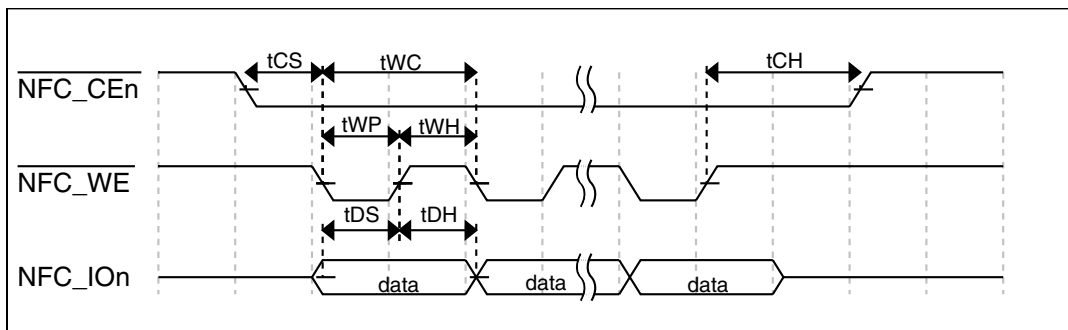 tCS tWC tCH
NFC_CEn
tWP tWH
NFC_WE
tDS tDH
NFC_IOn data data data